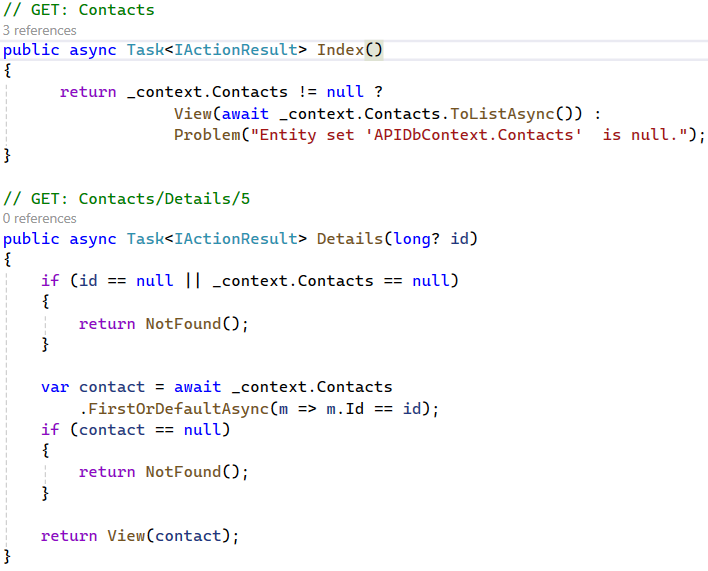 // GET: Contacts
3 references
public async Task<IActionResult> Index()
{
return _context.Contacts != null ?
View(await _context.Contacts.ToListAsync()) :
Problem("Entity set 'APIDbContext.Contacts'  is null.");
}
// GET: Contacts/Details/5
0 references
public async Task<IActionResult> Details(long? id)
{
if (id == null || _context.Contacts == null)
{
return NotFound();
}
var contact = await _context.Contacts
.FirstOrDefaultAsync(m => m.Id == id);
if (contact == null)
{
return NotFound();
}
return View(contact);
}